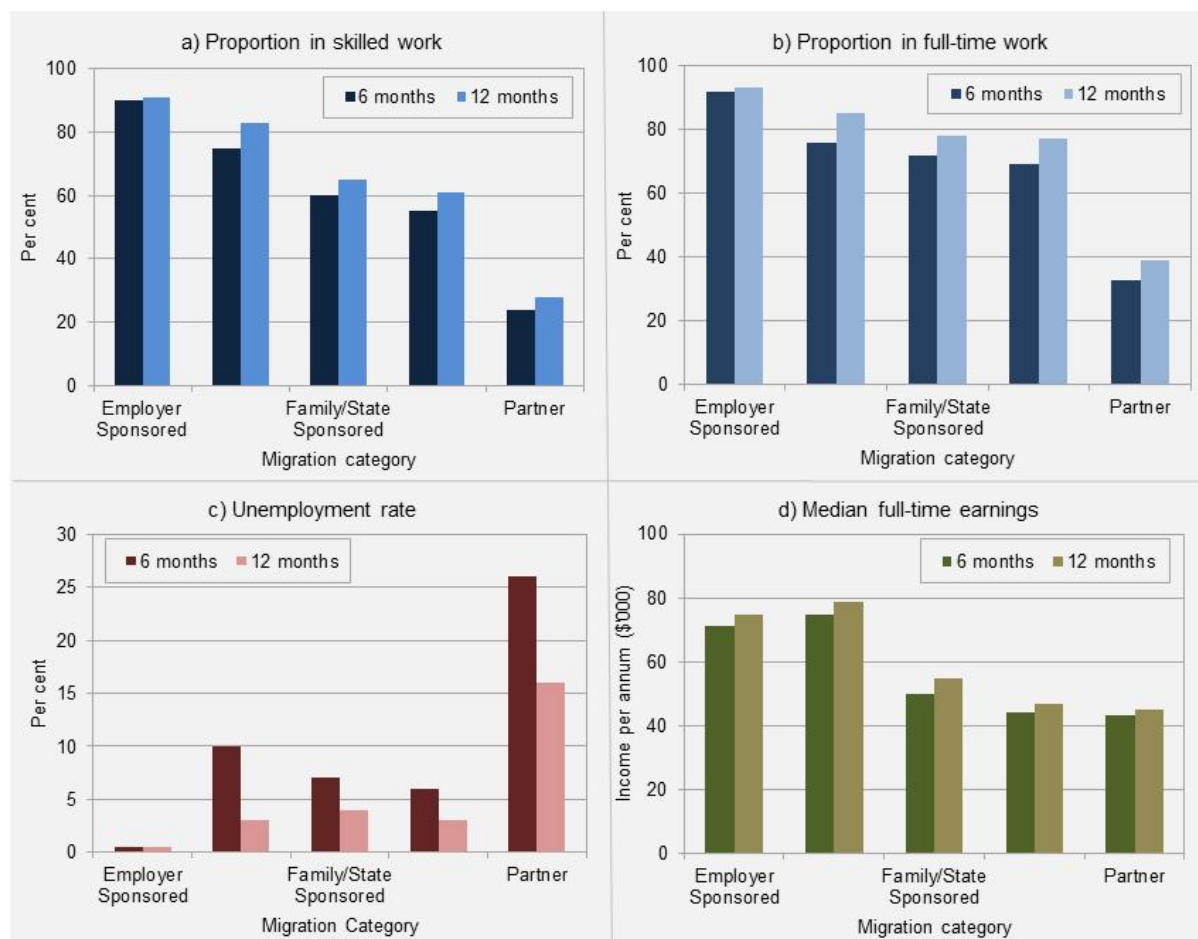 a) Proportion in skilled work
100
80
60
40
20
0
Per cent
6 months 12 months
Employer Sponsored
Family/State Sponsored
Partner
Migration category
b) Proportion in full-time work
100
80
60
40
20
0
Per cent
6 months 12 months
Employer Sponsored
Family/State Sponsored
Partner
Migration category
c) Unemployment rate
30
25
20
15
10
5
0
Per cent
6 months 12 months
Employer Sponsored
Family/State Sponsored
Partner
Migration Category
d) Median full-time earnings
100
80
60
40
20
0
Income per annum ($'000)
6 months 12 months
Employer Sponsored
Family/State Sponsored
Partner
Migration category